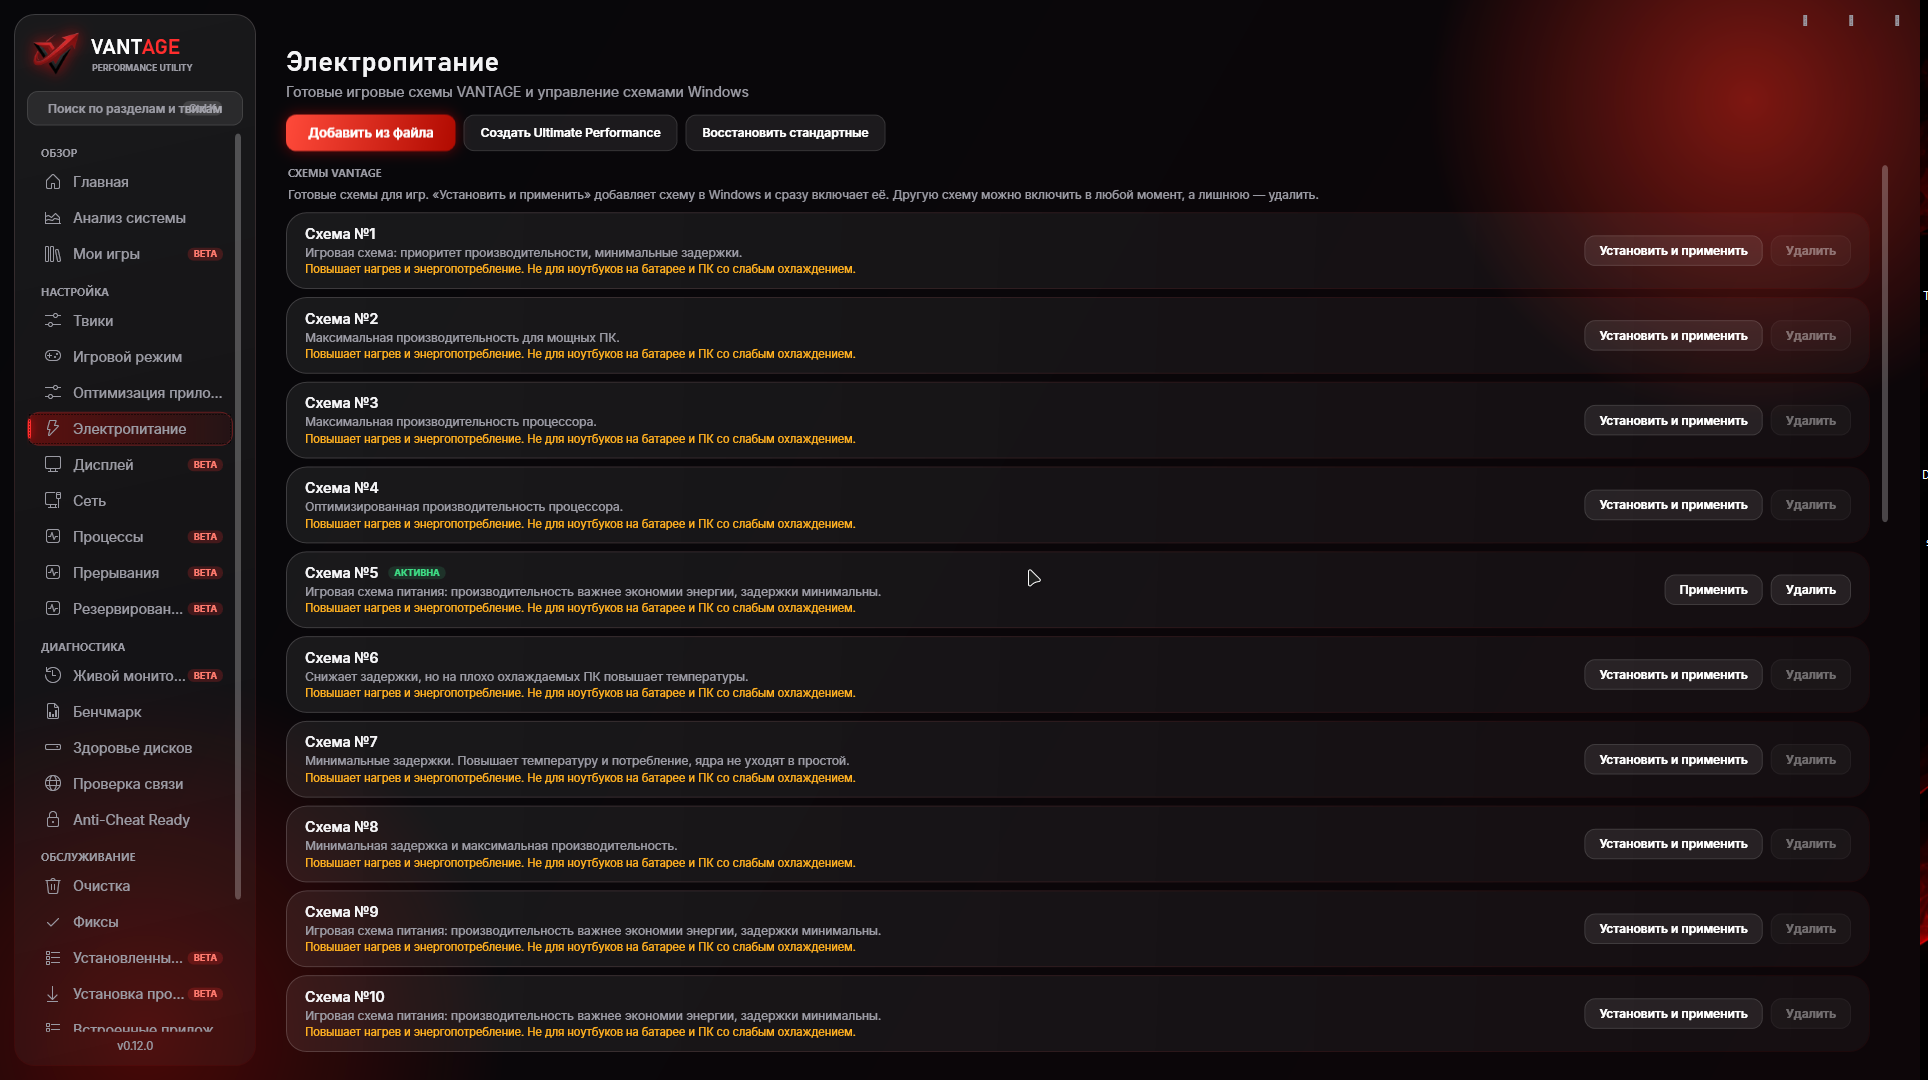 VANTAGE
PERFORMANCE UTILITY
Поиск по разделам и твикам
ОБЗОР
Главная
Анализ системы
Мои игры BETA
НАСТРОЙКА
Твики
Игровой режим
Оптимизация прило...
Электропитание
Дисплей BETA
Сеть
Процессы BETA
Прерывания BETA
Резервирован... BETA
ДИАГНОСТИКА
Живой монито... BETA
Бенчмарк
Здоровье дисков
Проверка связи
Anti-Cheat Ready
ОБСЛУЖИВАНИЕ
Очистка
Фиксы
Установленны... BETA
Установка про... BETA
Встроенные прилож
v0.12.0
Электропитание
Готовые игровые схемы VANTAGE и управление схемами Windows
Добавить из файла Создать Ultimate Performance Восстановить стандартные
СХЕМЫ VANTAGE
Готовые схемы для игр. «Установить и применить» добавляет схему в Windows и сразу включает её. Другую схему можно включить в любой момент, а лишнюю — удалить.
Схема №1
Игровая схема: приоритет производительности, минимальные задержки.
Повышает нагрев и энергопотребление. Не для ноутбуков на батарее и ПК со слабым охлаждением.
Установить и применить Удалить
Схема №2
Максимальная производительность для мощных ПК.
Повышает нагрев и энергопотребление. Не для ноутбуков на батарее и ПК со слабым охлаждением.
Установить и применить Удалить
Схема №3
Максимальная производительность процессора.
Повышает нагрев и энергопотребление. Не для ноутбуков на батарее и ПК со слабым охлаждением.
Установить и применить Удалить
Схема №4
Оптимизированная производительность процессора.
Повышает нагрев и энергопотребление. Не для ноутбуков на батарее и ПК со слабым охлаждением.
Установить и применить Удалить
Схема №5 АКТИВНА
Игровая схема питания: производительность важнее экономии энергии, задержки минимальны.
Повышает нагрев и энергопотребление. Не для ноутбуков на батарее и ПК со слабым охлаждением.
Применить Удалить
Схема №6
Снижает задержки, но на плохо охлаждаемых ПК повышает температуры.
Повышает нагрев и энергопотребление. Не для ноутбуков на батарее и ПК со слабым охлаждением.
Установить и применить Удалить
Схема №7
Минимальные задержки. Повышает температуру и потребление, ядра не уходят в простой.
Повышает нагрев и энергопотребление. Не для ноутбуков на батарее и ПК со слабым охлаждением.
Установить и применить Удалить
Схема №8
Минимальная задержка и максимальная производительность.
Повышает нагрев и энергопотребление. Не для ноутбуков на батарее и ПК со слабым охлаждением.
Установить и применить Удалить
Схема №9
Игровая схема питания: производительность важнее экономии энергии, задержки минимальны.
Повышает нагрев и энергопотребление. Не для ноутбуков на батарее и ПК со слабым охлаждением.
Установить и применить Удалить
Схема №10
Игровая схема питания: производительность важнее экономии энергии, задержки минимальны.
Повышает нагрев и энергопотребление. Не для ноутбуков на батарее и ПК со слабым охлаждением.
Установить и применить Удалить